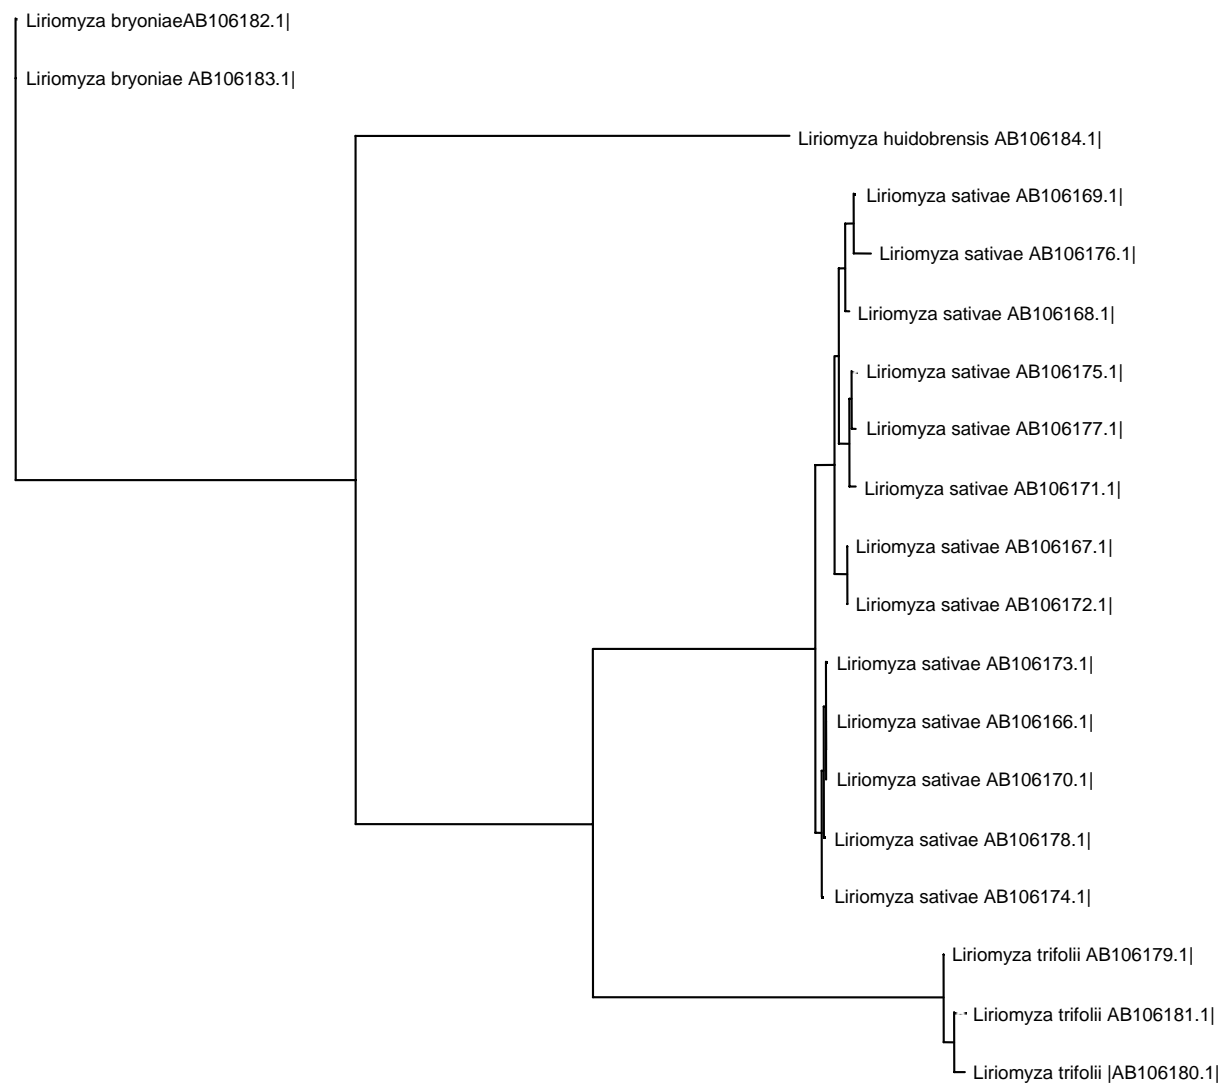 Liriomyza bryoniaeAB106182.1|
Liriomyza bryoniae AB106183.1|
Liriomyza huidobrensis AB106184.1|
Liriomyza sativae AB106169.1|
Liriomyza sativae AB106176.1|
Liriomyza sativae AB106168.1|
Liriomyza sativae AB106175.1|
Liriomyza sativae AB106177.1|
Liriomyza sativae AB106171.1|
Liriomyza sativae AB106167.1|
Liriomyza sativae AB106172.1|
Liriomyza sativae AB106173.1|
Liriomyza sativae AB106166.1|
Liriomyza sativae AB106170.1|
Liriomyza sativae AB106178.1|
Liriomyza sativae AB106174.1|
Liriomyza trifolii AB106179.1|
Liriomyza trifolii AB106181.1|
Liriomyza trifolii |AB106180.1|